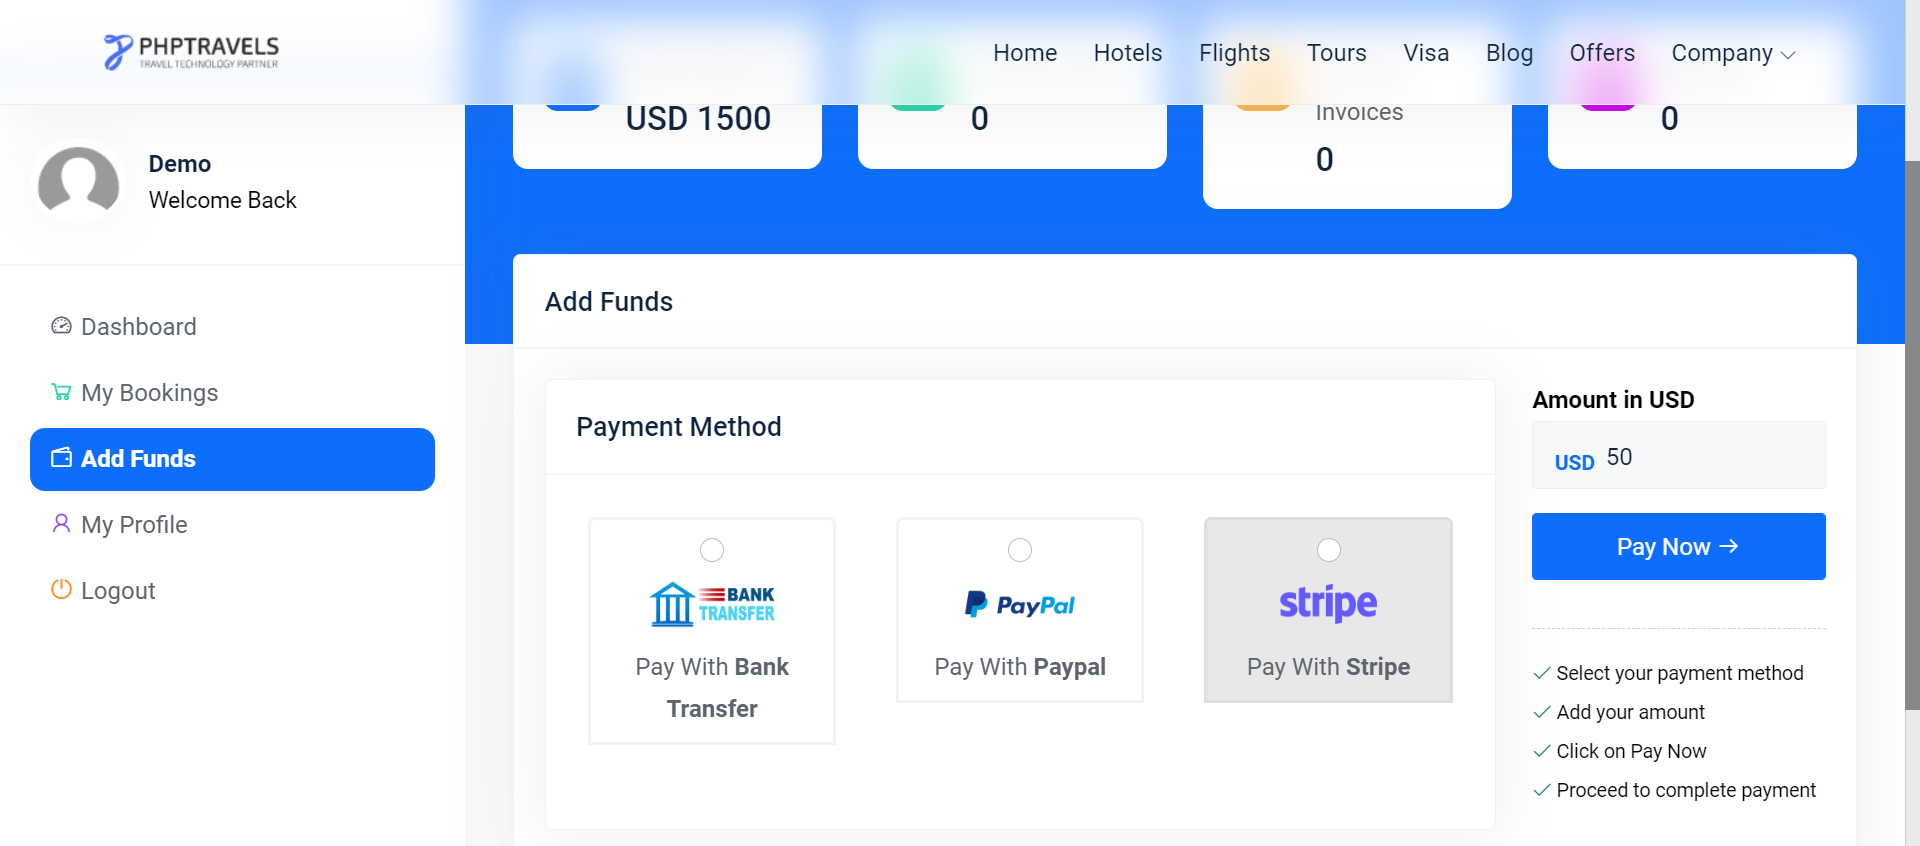 PHPTRAVELS
TRAVEL TECHNOLOGY PARTNER
Home Hotels Flights Tours Visa Blog Offers Company
Demo
Welcome Back
Dashboard
My Bookings
Add Funds
My Profile
Logout
USD 1500
0
Invoices
0
0
Add Funds
Payment Method
BANK
TRANSFER
Pay With Bank
Transfer
PayPal
Pay With Paypal
stripe
Pay With Stripe
Amount in USD
USD 50
Pay Now
Select your payment method
Add your amount
Click on Pay Now
Proceed to complete payment